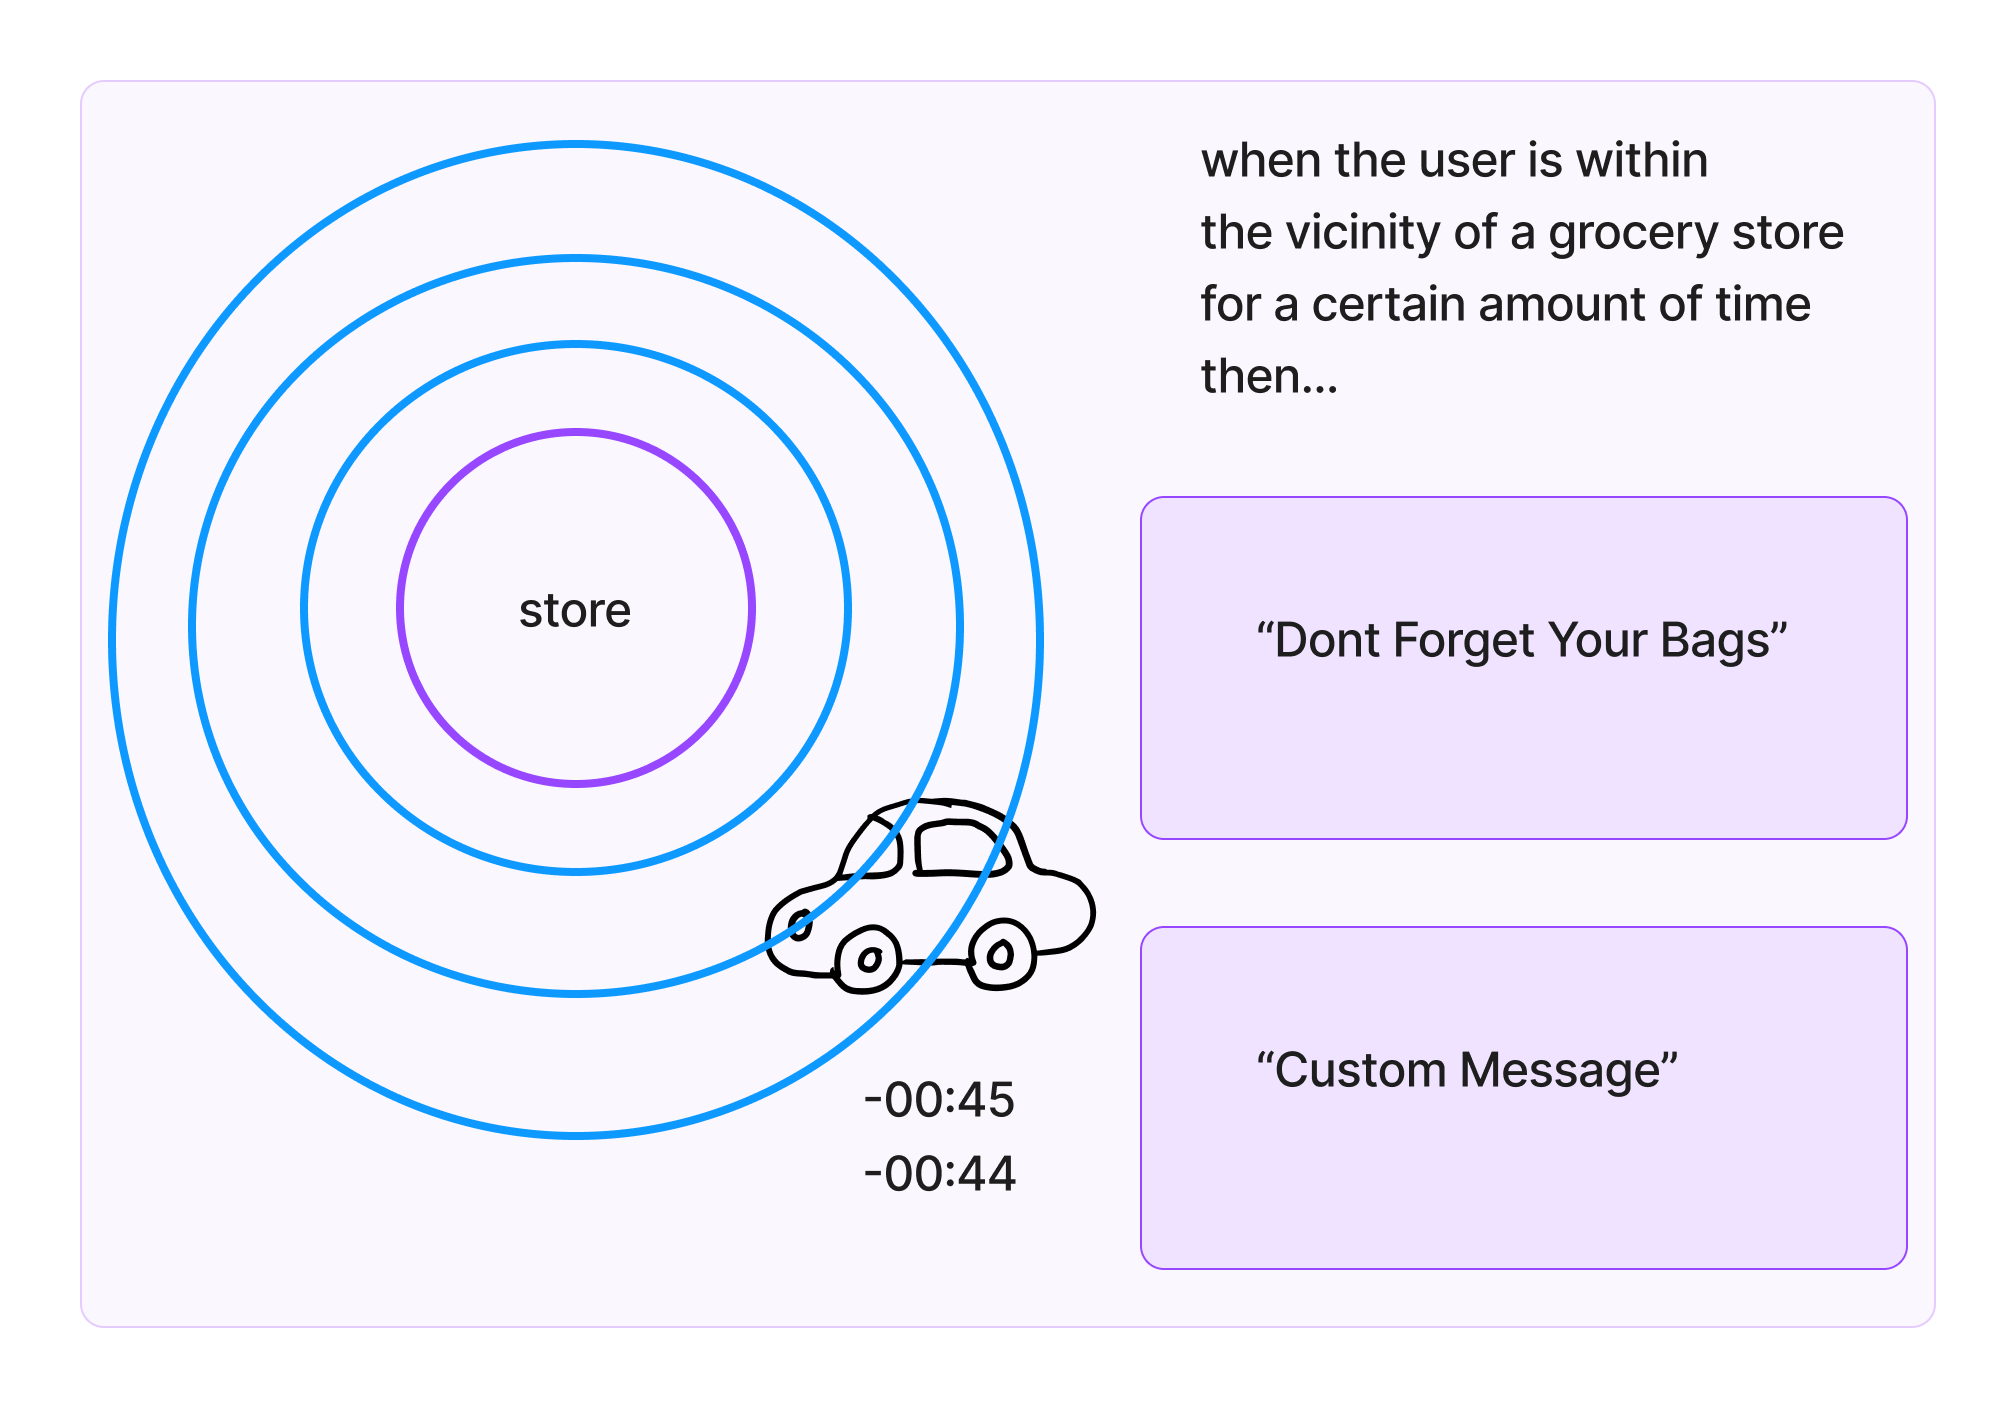 when the user is within
the vicinity of a grocery store
for a certain amount of time
then...
store
“Dont Forget Your Bags”
“Custom Message”
-00:45
-00:44